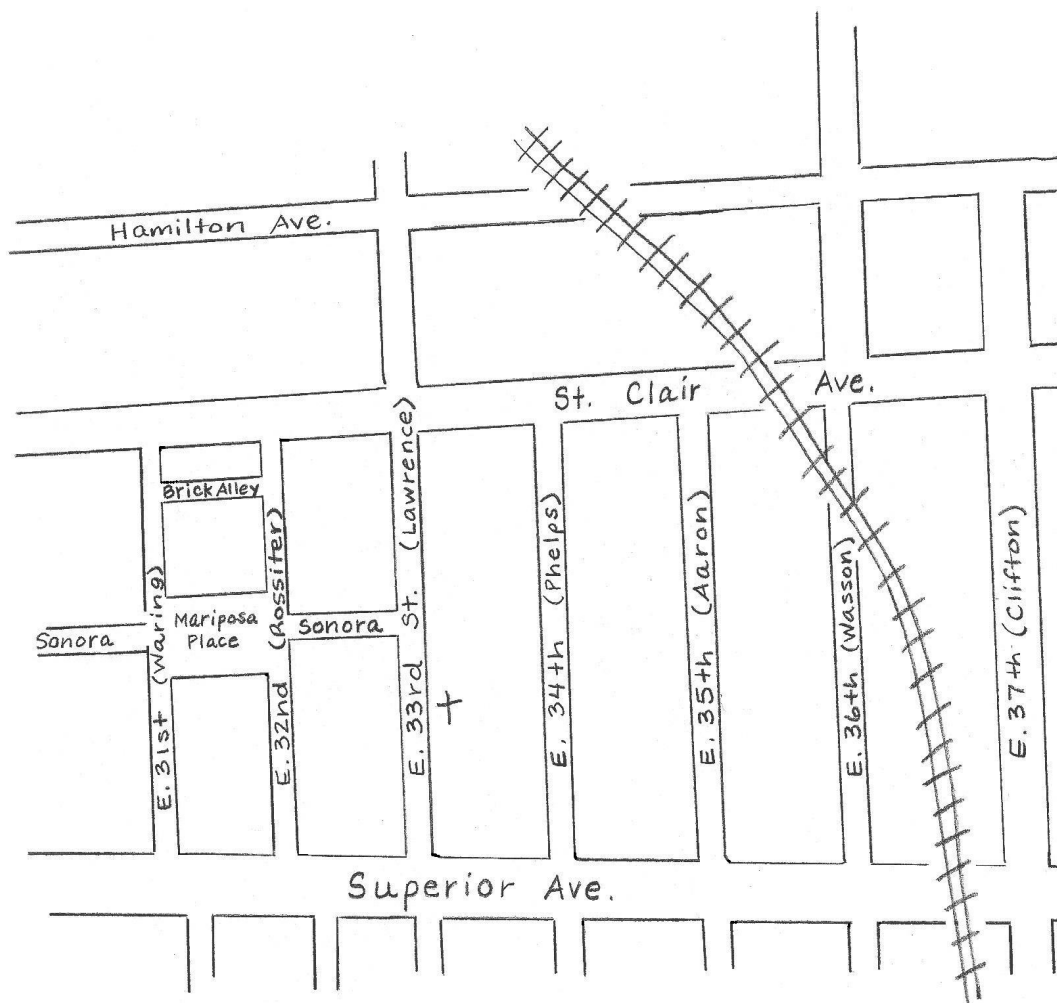 Hamilton Ave.
St. Clair Ave.
Brick Alley
Mariposa
Place
Sonora
Sonora
E. 31st (Waring)
E. 32nd (Rossiter)
E. 33rd St. (Lawrence)
E. 34th (Phelps)
E. 35th (Aaron)
E. 36th (Wasson)
E. 37th (Clifton)
Superior Ave.